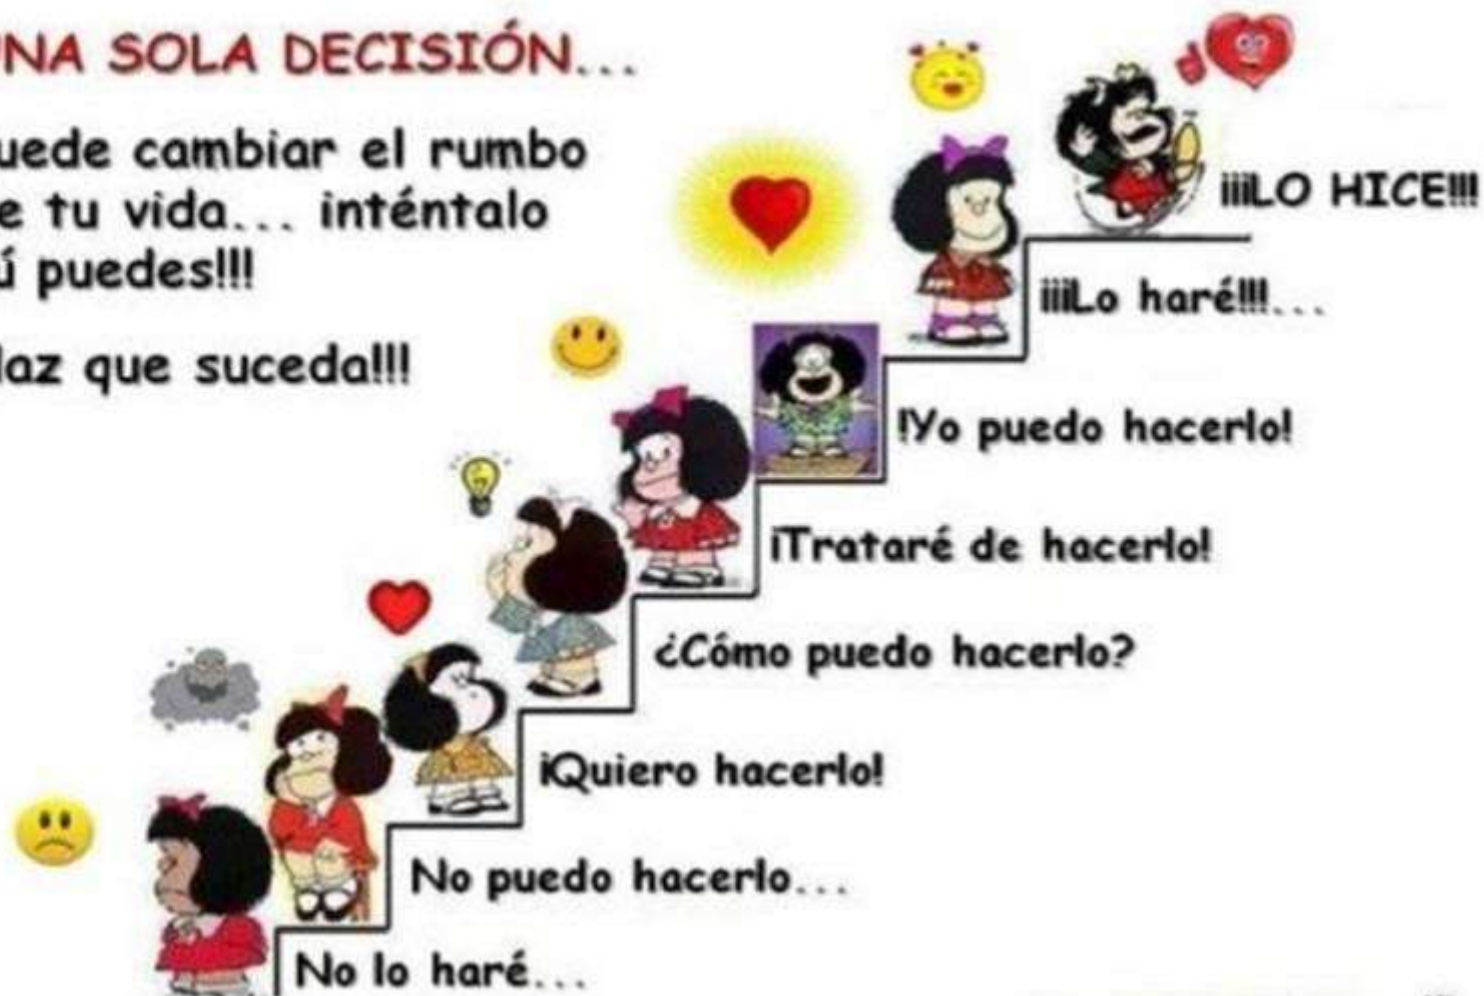 NA SOLA DECISIÓN...
uede cambiar el rumbo
e tu vida... inténtalo
ú puedes!!!
az que suceda!!!
¡¡¡LO HICE!!!
¡¡¡Lo haré!!!...
!Yo puedo hacerlo!
¡Trataré de hacerlo!
¿Cómo puedo hacerlo?
¡Quiero hacerlo!
No puedo hacerlo...
No lo haré...